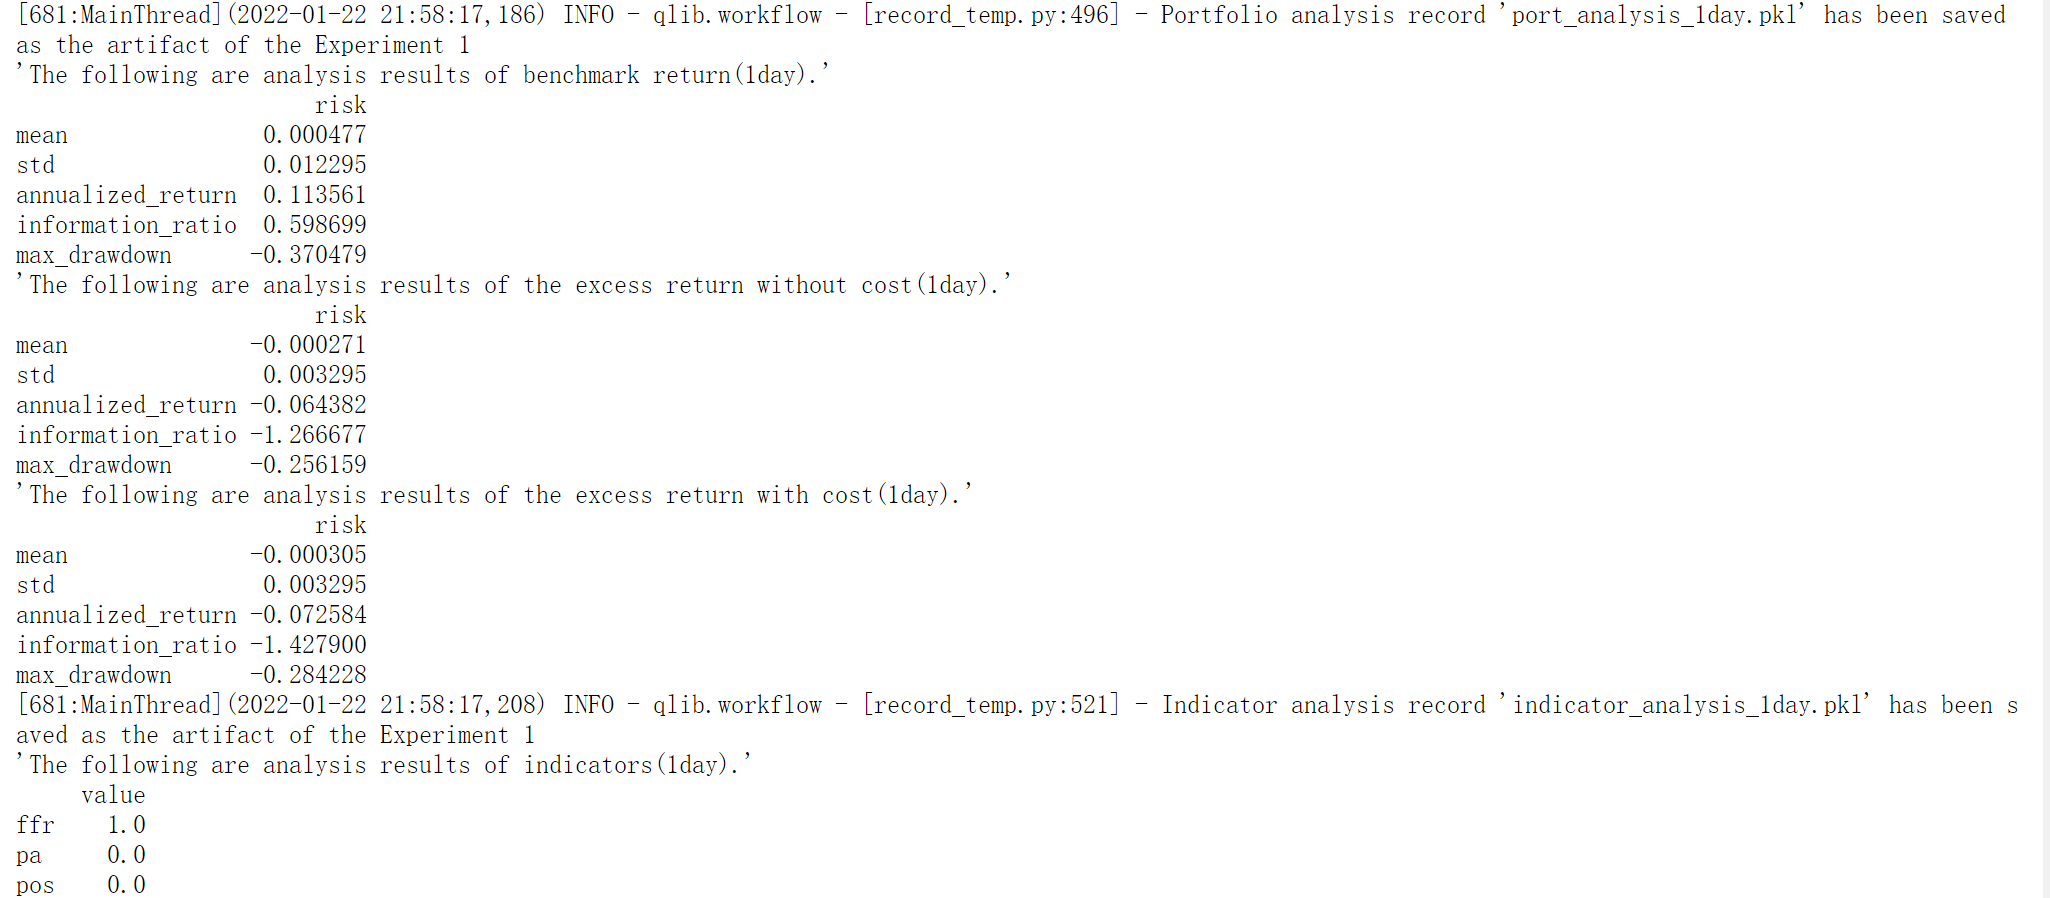 [681:MainThread](2022-01-22 21:58:17,186) INFO - qlib.workflow - [record_temp.py:496] - Portfolio analysis record 'port_analysis_1day.pkl' has been saved
as the artifact of the Experiment 1
'The following are analysis results of benchmark return(1day).'
                       risk
mean               0.000477
std                0.012295
annualized_return  0.113561
information_ratio  0.598699
max_drawdown      -0.370479
'The following are analysis results of the excess return without cost(1day).'
                       risk
mean              -0.000271
std                0.003295
annualized_return -0.064382
information_ratio -1.266677
max_drawdown      -0.256159
'The following are analysis results of the excess return with cost(1day).'
                       risk
mean              -0.000305
std                0.003295
annualized_return -0.072584
information_ratio -1.427900
max_drawdown      -0.284228
[681:MainThread](2022-01-22 21:58:17,208) INFO - qlib.workflow - [record_temp.py:521] - Indicator analysis record 'indicator_analysis_1day.pkl' has been s
aved as the artifact of the Experiment 1
'The following are analysis results of indicators(1day).'
     value
ffr    1.0
pa     0.0
pos    0.0